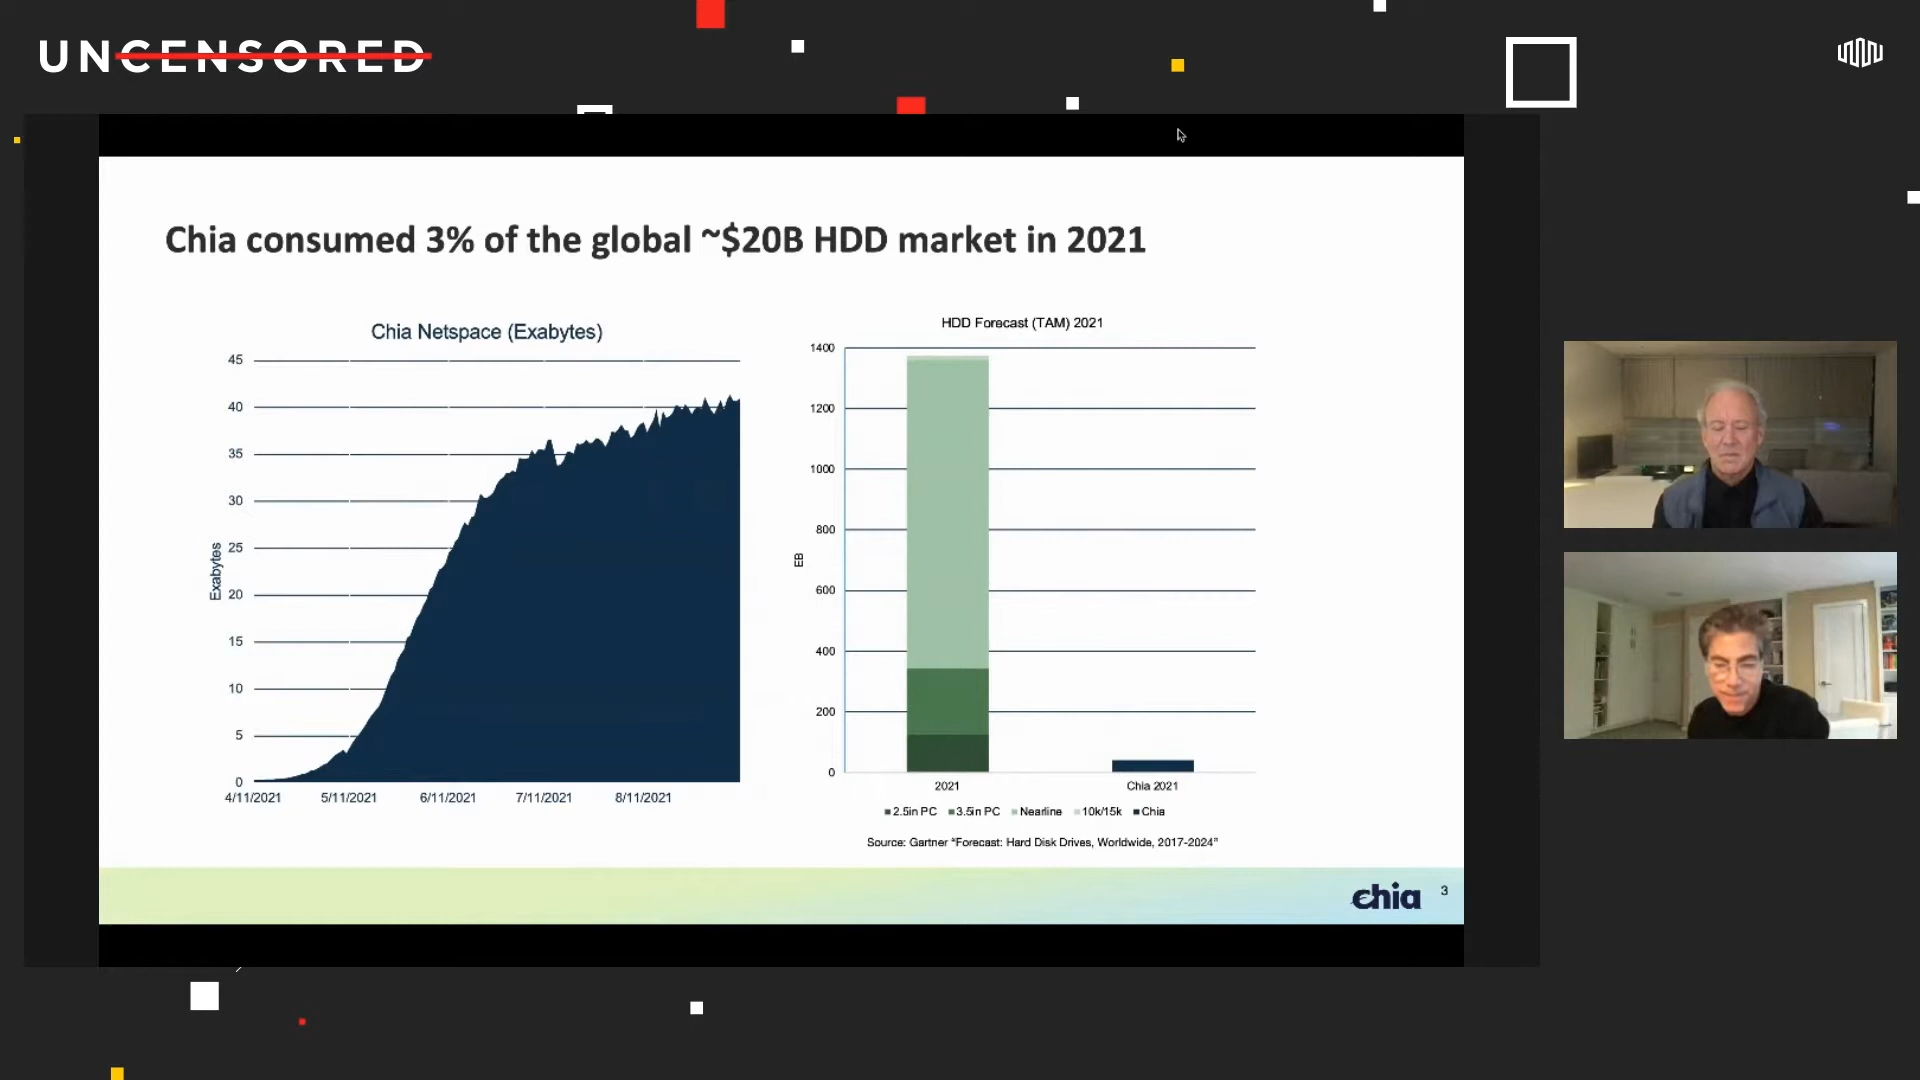 UNCENSORED
Chia consumed 3% of the global ~$20B HDD market in 2021
Chia Netspace (Exabytes)
Exabytes
45
40
35
30
25
20
15
10
5
0
4/11/2021 5/11/2021 6/11/2021 7/11/2021 8/11/2021
HDD Forecast (TAM) 2021
EB
1400
1200
1000
800
600
400
200
0
2021 Chia 2021
2.5in PC 3.5in PC Nearline 10k/15k Chia
Source: Gartner "Forecast: Hard Disk Drives, Worldwide, 2017-2024"
chia 3